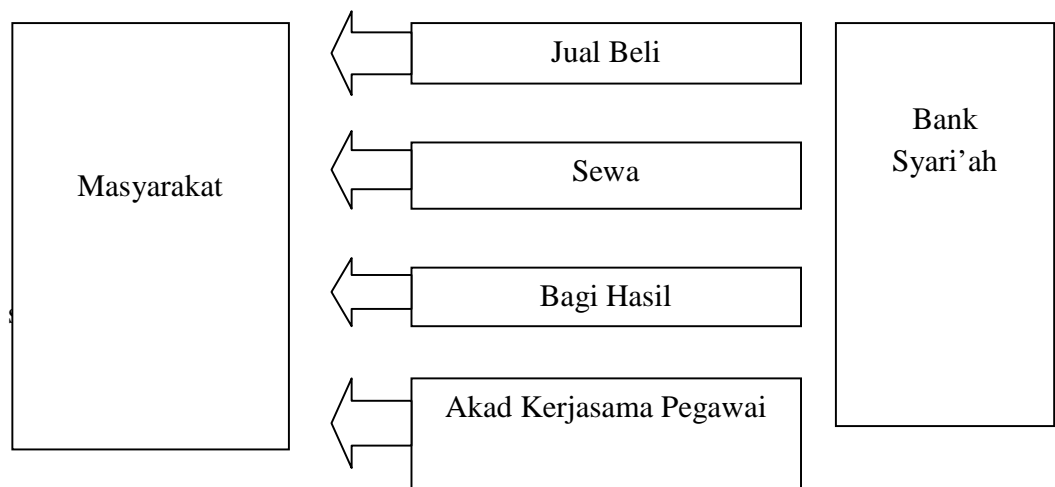 Masyarakat
Jual Beli
Sewa
Bagi Hasil
Akad Kerjasama Pegawai
Bank
Syari’ah